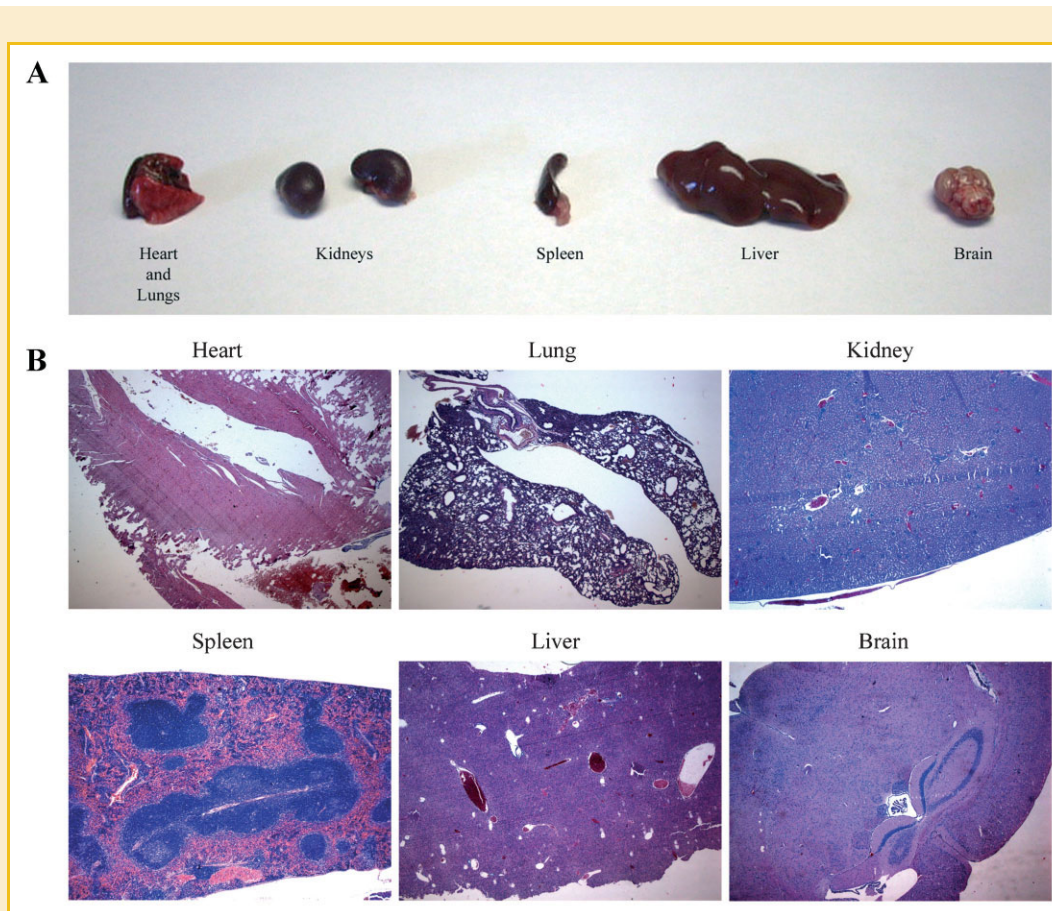 A
Heart
and
Lungs
Kidneys
Spleen
Liver
Brain
B
Heart
Lung
Kidney
Spleen
Liver
Brain